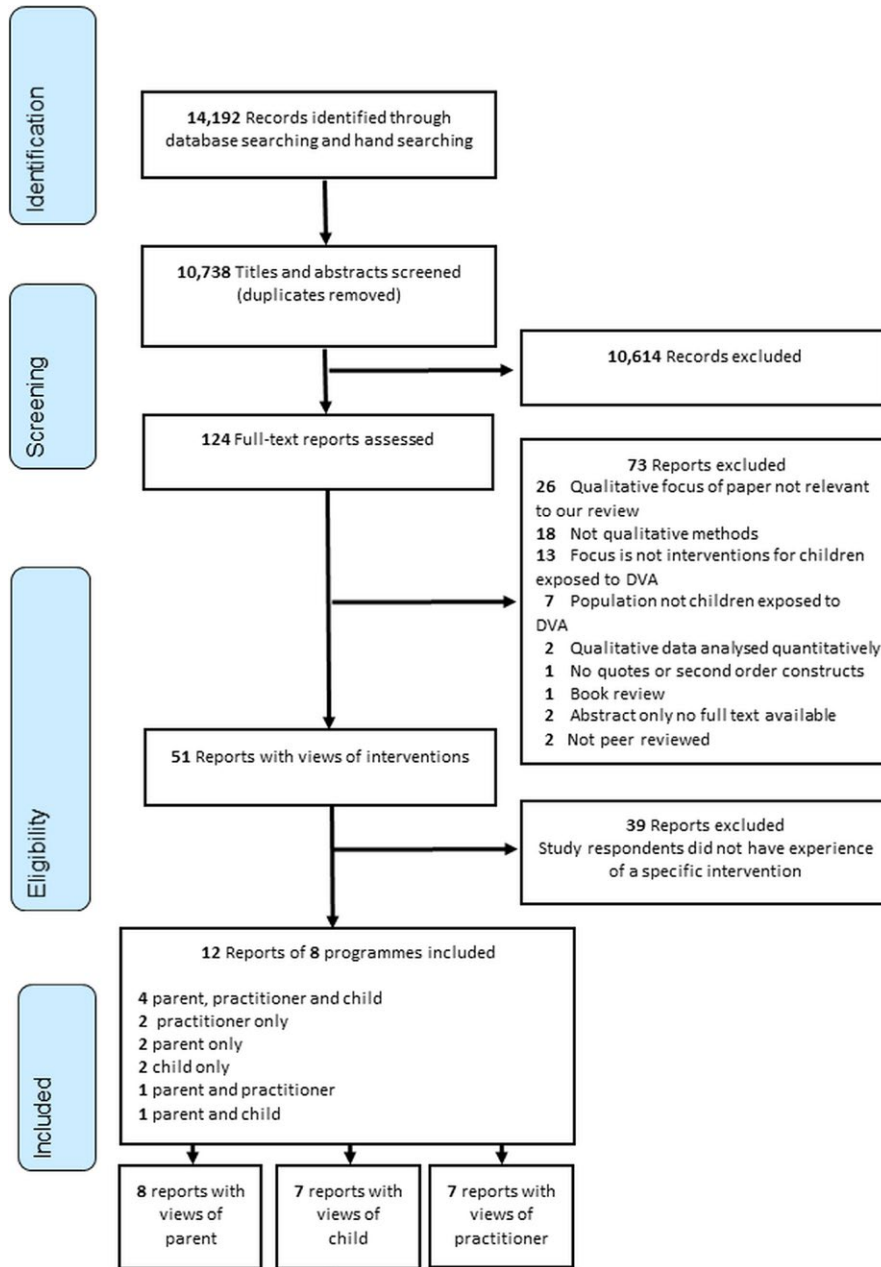 Identification
14,192 Records identified through
database searching and hand searching
10,738 Titles and abstracts screened
(duplicates removed)
Screening
10,614 Records excluded
124 Full-text reports assessed
73 Reports excluded
26 Qualitative focus of paper not relevant
to our review
18 Not qualitative methods
13 Focus is not interventions for children
exposed to DVA
7 Population not children exposed to
DVA
2 Qualitative data analysed quantitatively
1 No quotes or second order constructs
1 Book review
2 Abstract only no full text available
2 Not peer reviewed
Eligibility
51 Reports with views of interventions
39 Reports excluded
Study respondents did not have experience
of a specific intervention
Included
12 Reports of 8 programmes included
4 parent, practitioner and child
2 practitioner only
2 parent only
2 child only
1 parent and practitioner
1 parent and child
8 reports with
views of
parent
7 reports with
views of
child
7 reports with
views of
practitioner